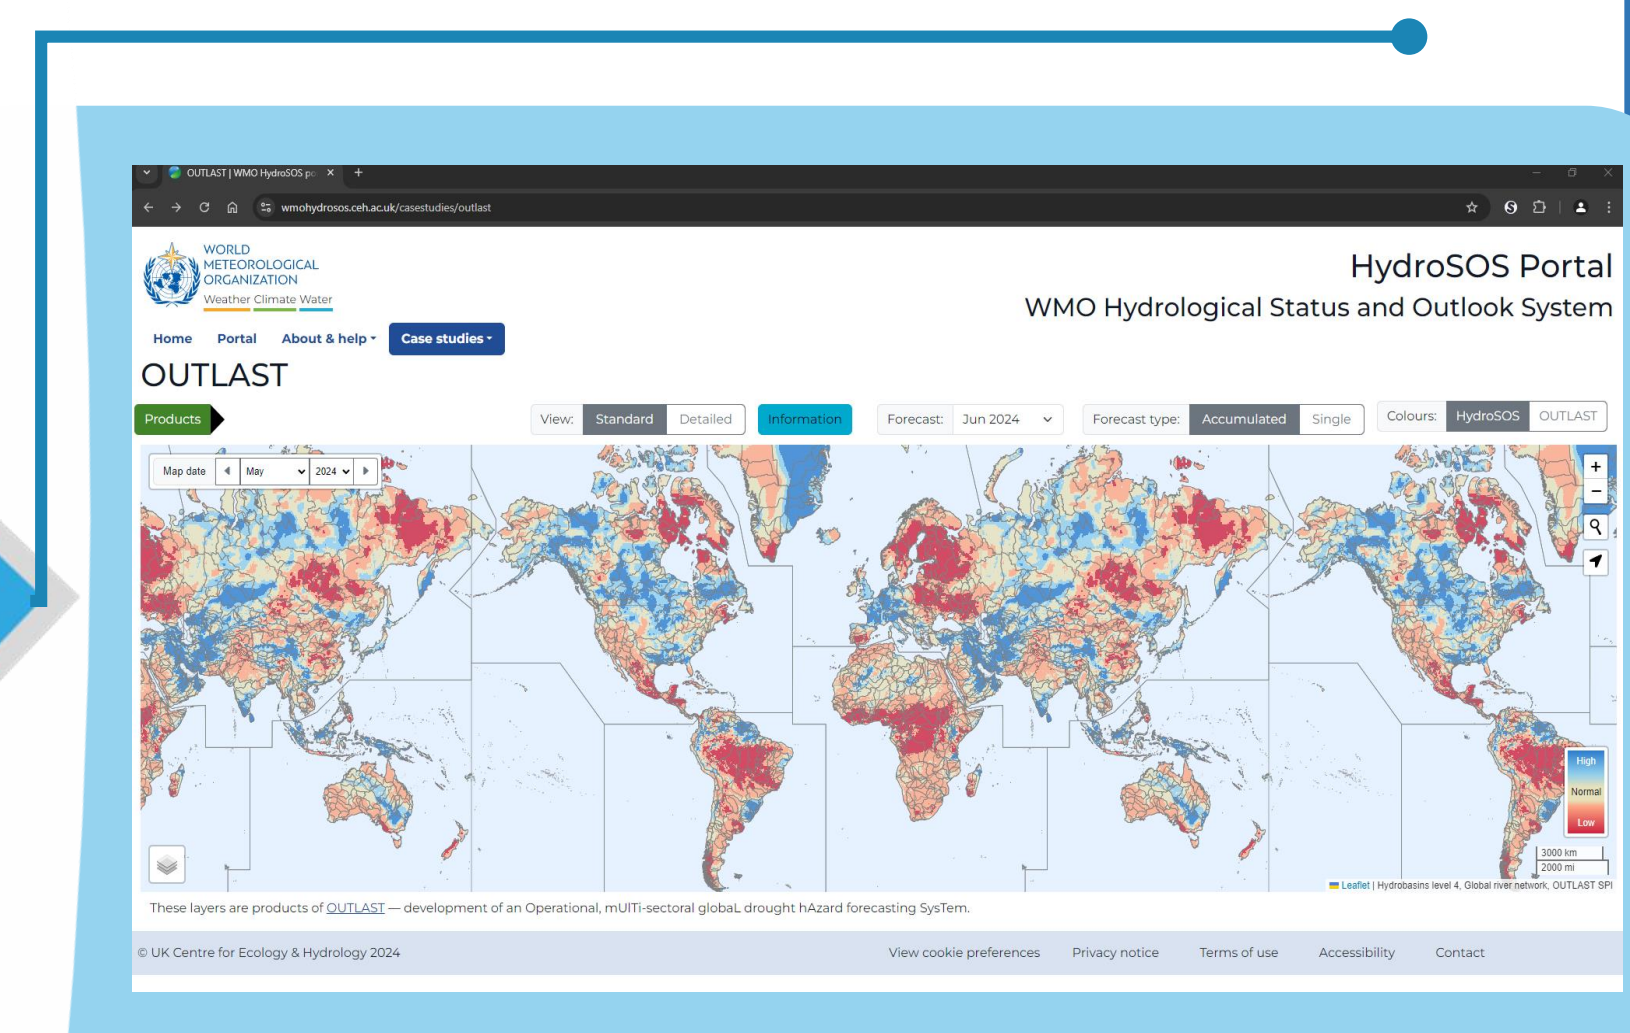 OUTLAST | WMO HydroSOS po
wmohydrosos.ceh.ac.uk/casestudies/outlast
WORLD
METEOROLOGICAL
ORGANIZATION
Weather Climate Water
HydroSOS Portal
WMO Hydrological Status and Outlook System
Home Portal About & help Case studies
OUTLAST
Products View: Standard Detailed Information Forecast: Jun 2024 Forecast type: Accumulated Single Colours: HydroSOS OUTLAST
Map date May 2024
+
−
High
Normal
Low
3000 km
2000 mi
Leaflet | Hydrobasins level 4, Global river network, OUTLAST SPI
These layers are products of OUTLAST — development of an Operational, mUlTi-sectoral globaL drought hAzard forecasting SysTem.
© UK Centre for Ecology & Hydrology 2024 View cookie preferences Privacy notice Terms of use Accessibility Contact